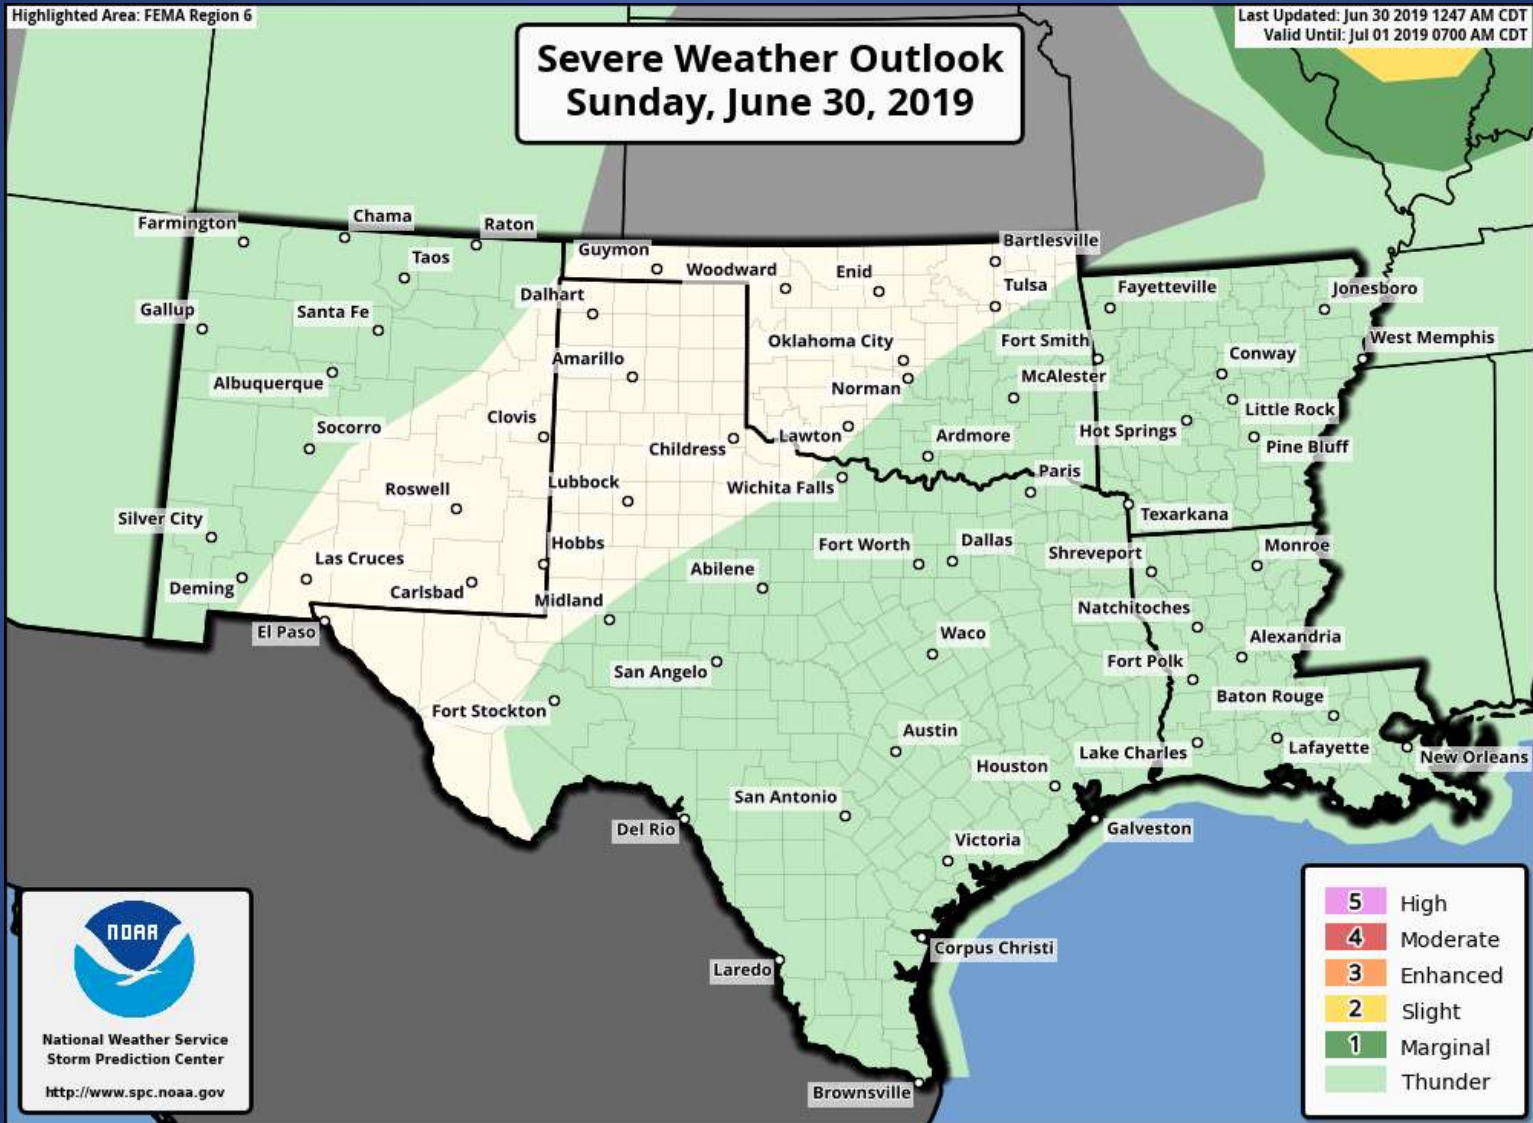 Highlighted Area: FEMA Region 6
Last Updated: Jun 30 2019 1247 AM CDT
Valid Until: Jul 01 2019 0700 AM CDT
Severe Weather Outlook
Sunday, June 30, 2019
Farmington
Chama
Raton
Taos
Guymon
Woodward
Enid
Bartlesville
Tulsa
Dalhart
Fayetteville
Jonesboro
Gallup
Santa Fe
Oklahoma City
Fort Smith
West Memphis
Amarillo
Conway
Albuquerque
Norman
McAlester
Little Rock
Socorro
Clovis
Childress
Lawton
Ardmore
Hot Springs
Pine Bluff
Roswell
Lubbock
Wichita Falls
Paris
Texarkana
Silver City
Las Cruces
Hobbs
Fort Worth
Dallas
Shreveport
Monroe
Deming
Carlsbad
Midland
Abilene
Natchitoches
El Paso
Waco
Alexandria
San Angelo
Fort Polk
Fort Stockton
Baton Rouge
Austin
Lake Charles
Lafayette
New Orleans
Houston
San Antonio
Del Rio
Galveston
Victoria
Corpus Christi
Laredo
Brownsville
NOAA
National Weather Service
Storm Prediction Center
http://www.spc.noaa.gov
5 High
4 Moderate
3 Enhanced
2 Slight
1 Marginal
Thunder